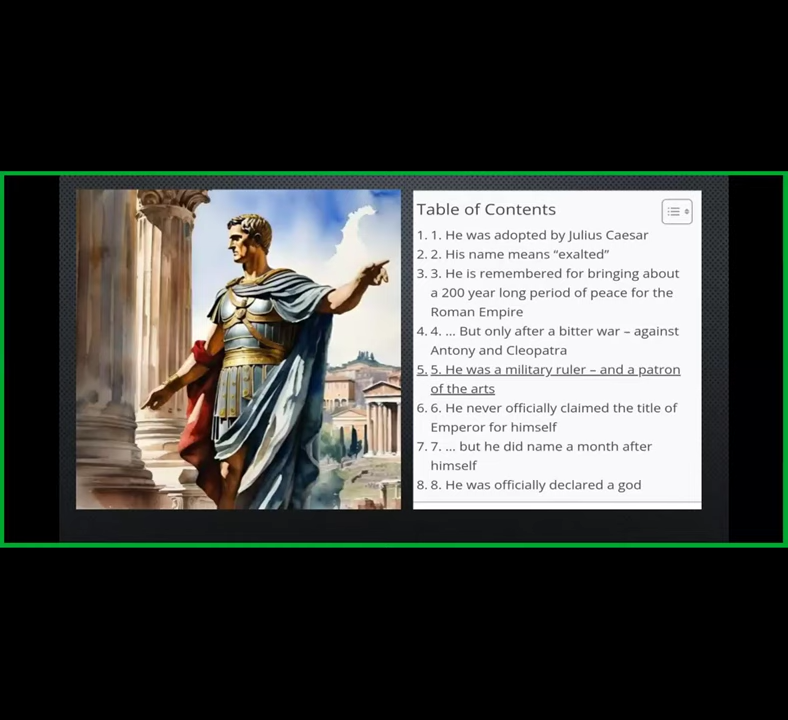 Table of Contents
1. 1. He was adopted by Julius Caesar
2. 2. His name means “exalted”
3. 3. He is remembered for bringing about
a 200 year long period of peace for the
Roman Empire
4. 4. ... But only after a bitter war – against
Antony and Cleopatra
5. 5. He was a military ruler – and a patron
of the arts
6. 6. He never officially claimed the title of
Emperor for himself
7. 7. ... but he did name a month after
himself
8. 8. He was officially declared a god